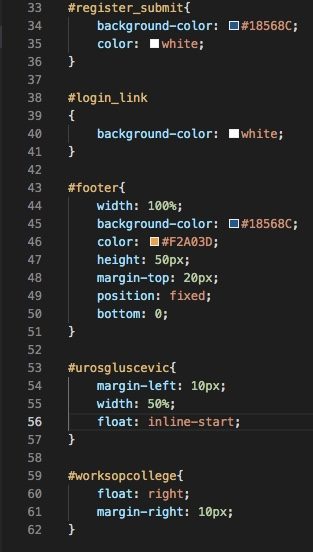 33 #register_submit{
34 background-color: #18568C;
35 color: white;
36 }
37
38 #login_link
39 {
40 background-color: white;
41 }
42
43 #footer{
44 width: 100%;
45 background-color: #18568C;
46 color: #F2A03D;
47 height: 50px;
48 margin-top: 20px;
49 position: fixed;
50 bottom: 0;
51 }
52
53 #urosgluscevic{
54 margin-left: 10px;
55 width: 50%;
56 float: inline-start;
57 }
58
59 #worksopcollege{
60 float: right;
61 margin-right: 10px;
62 }